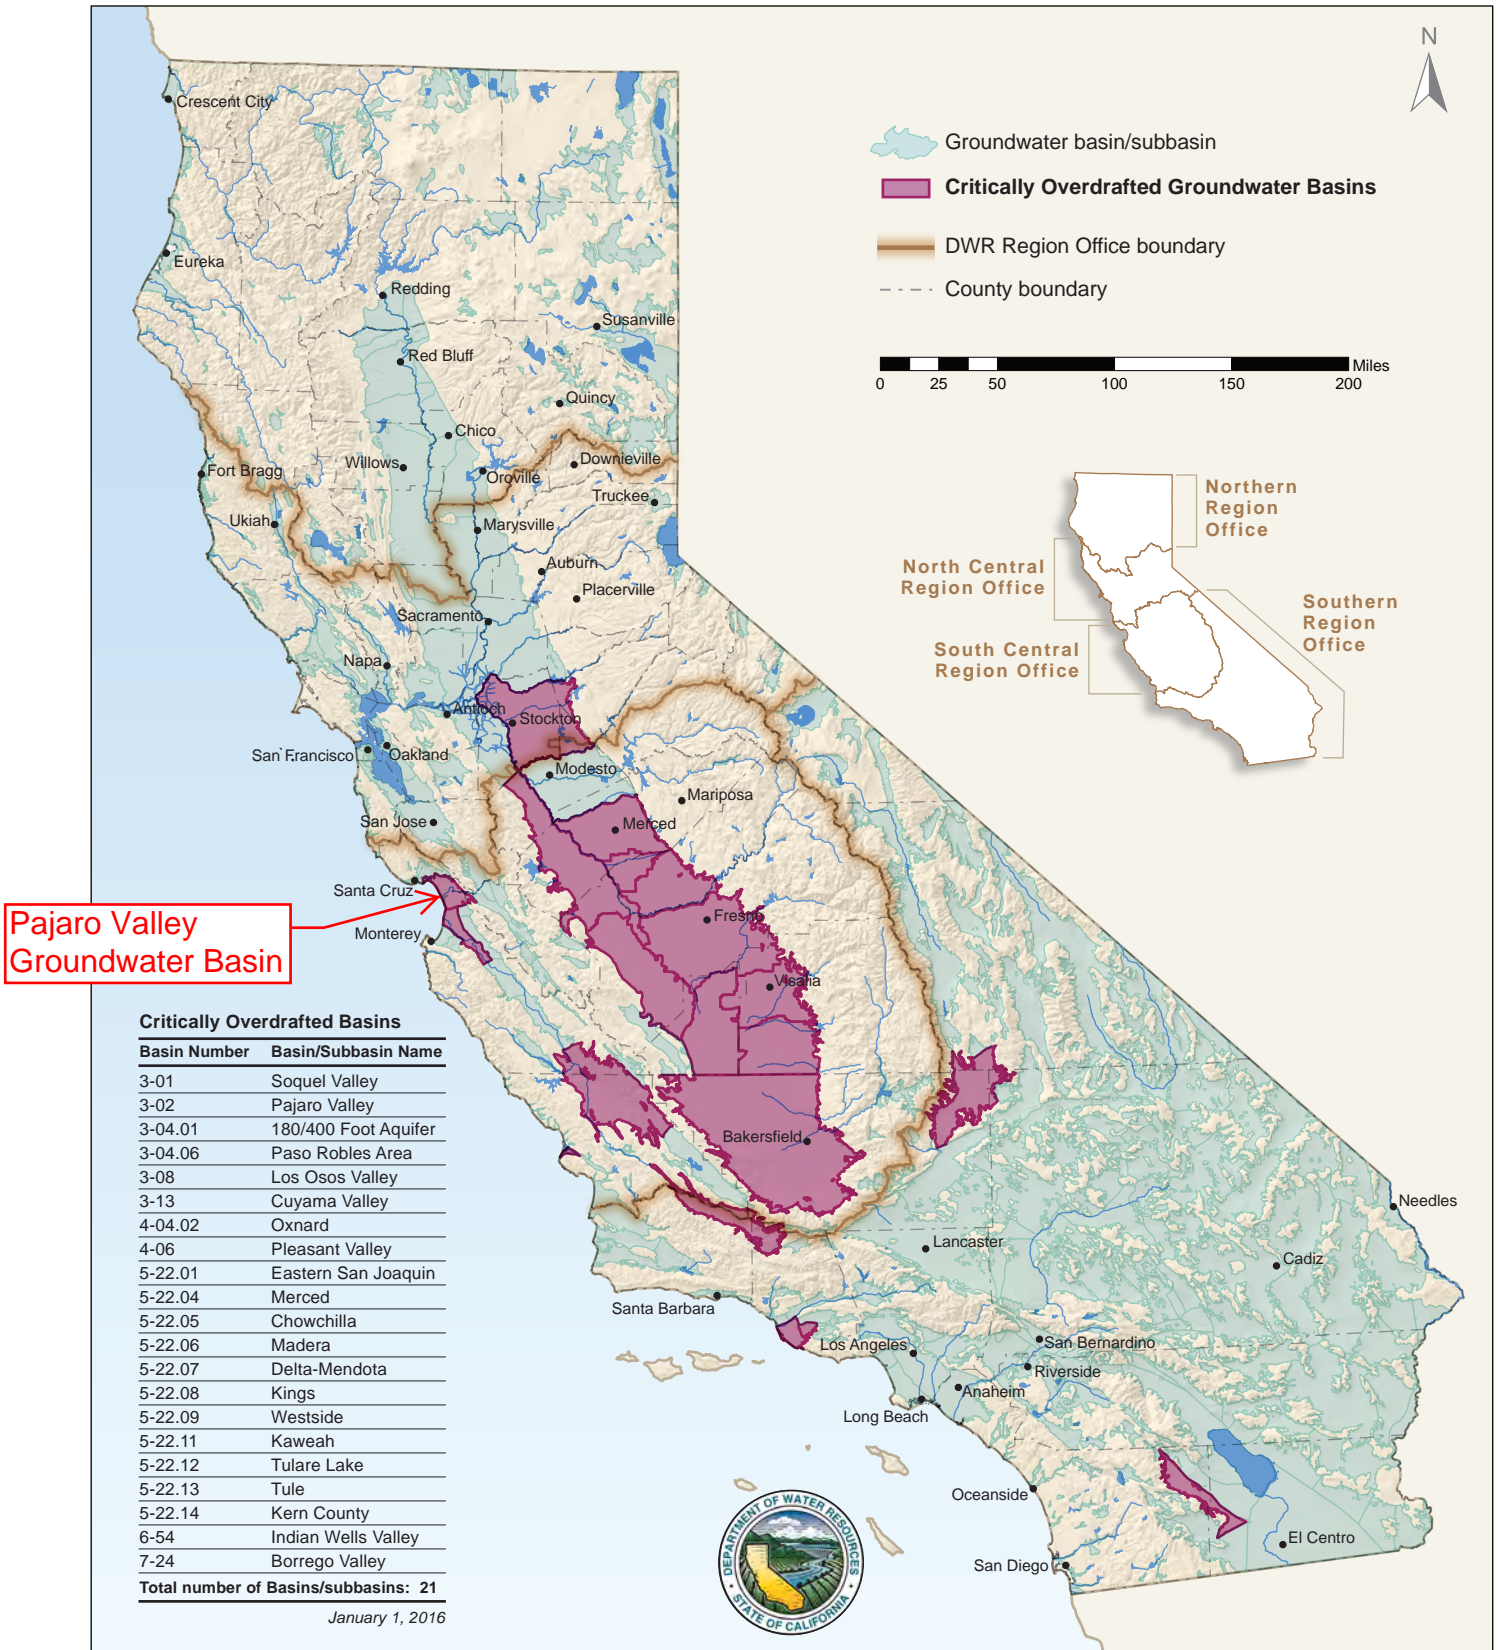 N
Groundwater basin/subbasin
Critically Overdrafted Groundwater Basins
DWR Region Office boundary
County boundary
Miles
0 25 50 100 150 200
Northern
Region
Office
North Central
Region Office
Southern
Region
Office
South Central
Region Office
Crescent City
Eureka
Redding
Susanville
Red Bluff
Quincy
Chico
Willows
Downieville
Fort Bragg
Oroville
Truckee
Ukiah
Marysville
Auburn
Placerville
Sacramento
Napa
Antioch
Stockton
San Francisco
Oakland
Modesto
Mariposa
San Jose
Merced
Santa Cruz
Fresno
Monterey
Visalia
Bakersfield
Needles
Lancaster
Cadiz
Santa Barbara
Los Angeles
San Bernardino
Riverside
Anaheim
Long Beach
Oceanside
El Centro
San Diego
Pajaro Valley
Groundwater Basin
Critically Overdrafted Basins
Basin Number Basin/Subbasin Name
3-01 Soquel Valley
3-02 Pajaro Valley
3-04.01 180/400 Foot Aquifer
3-04.06 Paso Robles Area
3-08 Los Osos Valley
3-13 Cuyama Valley
4-04.02 Oxnard
4-06 Pleasant Valley
5-22.01 Eastern San Joaquin
5-22.04 Merced
5-22.05 Chowchilla
5-22.06 Madera
5-22.07 Delta-Mendota
5-22.08 Kings
5-22.09 Westside
5-22.11 Kaweah
5-22.12 Tulare Lake
5-22.13 Tule
5-22.14 Kern County
6-54 Indian Wells Valley
7-24 Borrego Valley
Total number of Basins/subbasins: 21
January 1, 2016
DEPARTMENT OF WATER RESOURCES
STATE OF CALIFORNIA